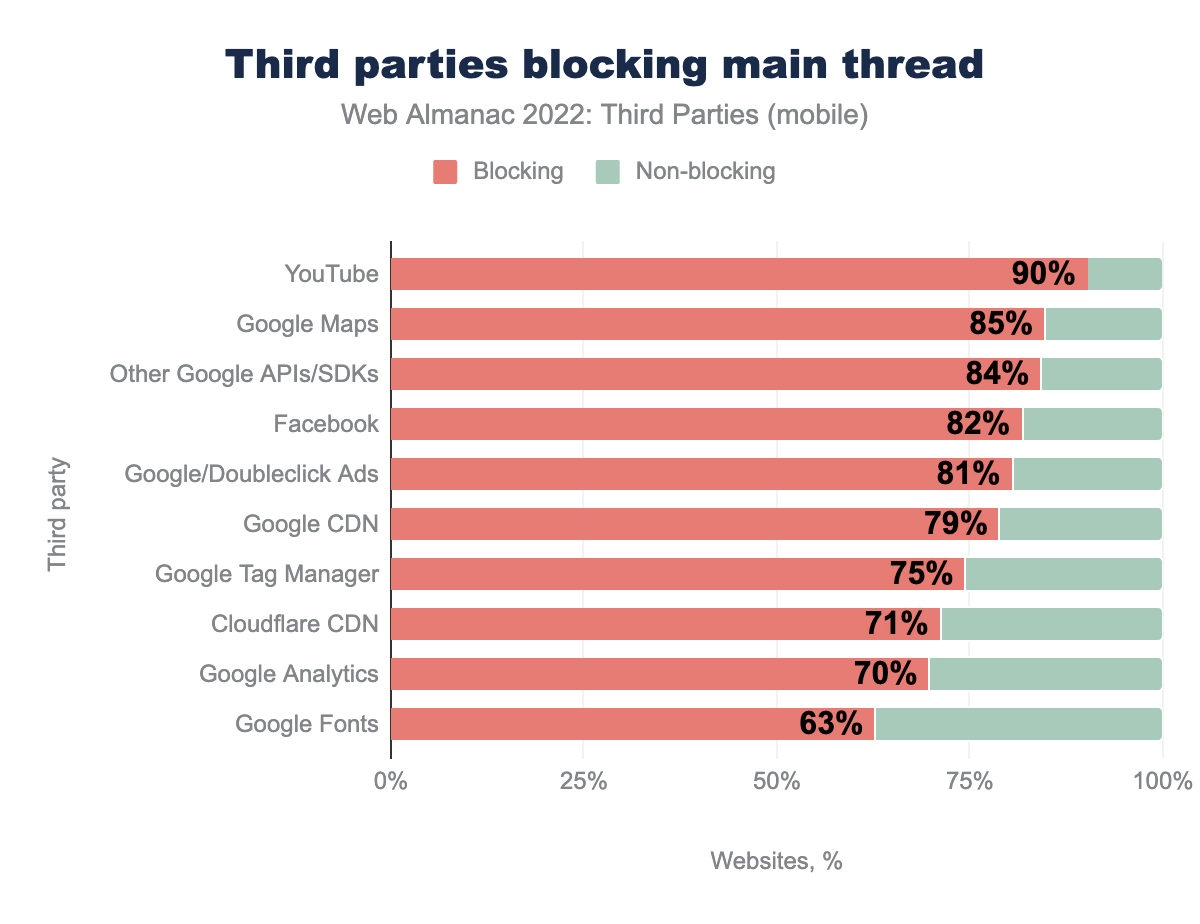 Third parties blocking main thread
Web Almanac 2022: Third Parties (mobile)
Blocking
Non-blocking
Third party
YouTube
90%
Google Maps
85%
Other Google APIs/SDKs
84%
Facebook
82%
Google/Doubleclick Ads
81%
Google CDN
79%
Google Tag Manager
75%
Cloudflare CDN
71%
Google Analytics
70%
Google Fonts
63%
0%
25%
50%
75%
100%
Websites, %